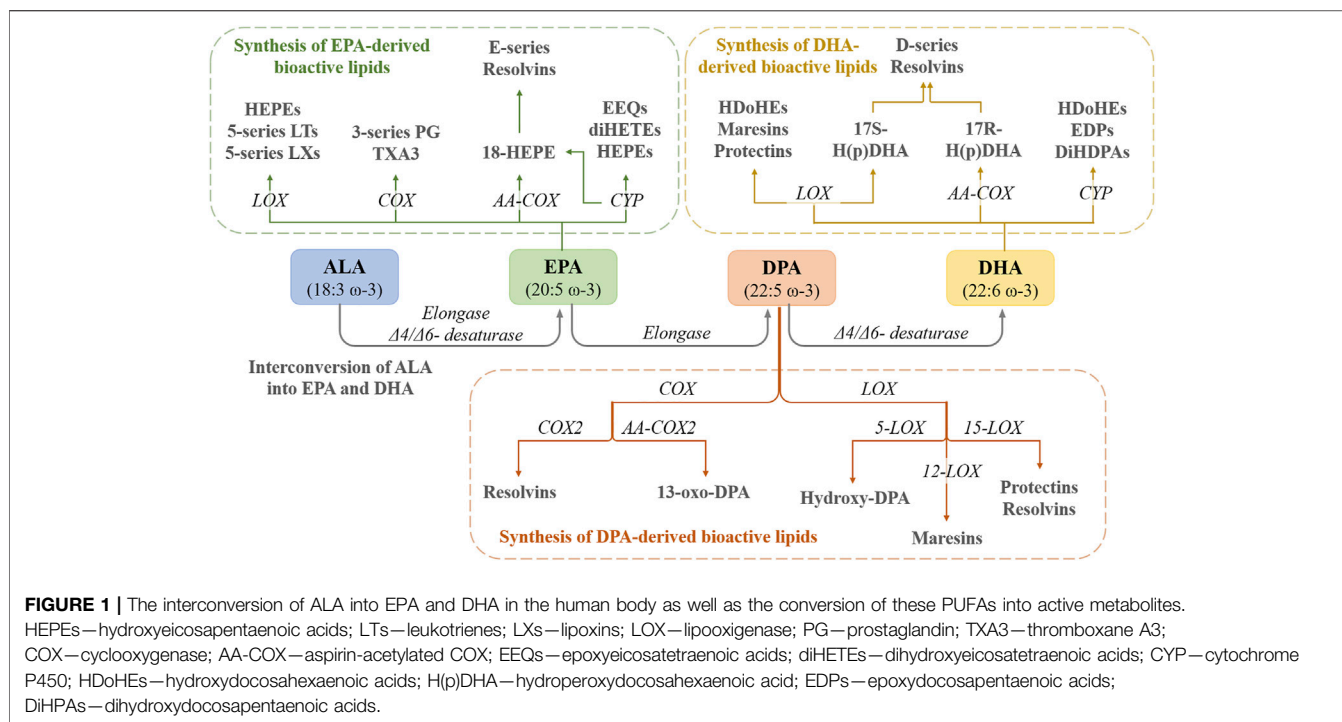 Synthesis of EPA-derived
bioactive lipids
E-series
Resolvins
HEPEs
5-series LTs
5-series LXs
3-series PG
TXA3
18-HEPE
EEQs
diHETEs
HEPEs
LOX
COX
AA-COX
CYP
Synthesis of DHA-
derived bioactive lipids
D-series
Resolvins
HDoHEs
Maresins
Protectins
17S-
H(p)DHA
17R-
H(p)DHA
HDoHEs
EDPs
DiHDPAs
LOX
AA-COX
CYP
ALA
(18:3 ω-3)
EPA
(20:5 ω-3)
DPA
(22:5 ω-3)
DHA
(22:6 ω-3)
Elongase
Δ4/Δ6- desaturase
Elongase
Δ4/Δ6- desaturase
Interconversion of ALA
into EPA and DHA
COX
LOX
COX2
AA-COX2
5-LOX
15-LOX
12-LOX
Resolvins
13-oxo-DPA
Hydroxy-DPA
Protectins
Resolvins
Maresins
Synthesis of DPA-derived bioactive lipids
FIGURE 1 | The interconversion of ALA into EPA and DHA in the human body as well as the conversion of these PUFAs into active metabolites.
HEPEs—hydroxyeicosapentaenoic acids; LTs—leukotrienes; LXs—lipoxins; LOX—lipooxigenase; PG—prostaglandin; TXA3—thromboxane A3;
COX—cyclooxygenase; AA-COX—aspirin-acetylated COX; EEQs—epoxyeicosatetraenoic acids; diHETEs—dihydroxyeicosatetraenoic acids; CYP—cytochrome
P450; HDoHEs—hydroxydocosahexaenoic acids; H(p)DHA—hydroperoxydocosahexaenoic acid; EDPs—epoxydocosapentaenoic acids;
DiHPAs—dihydroxydocosapentaenoic acids.